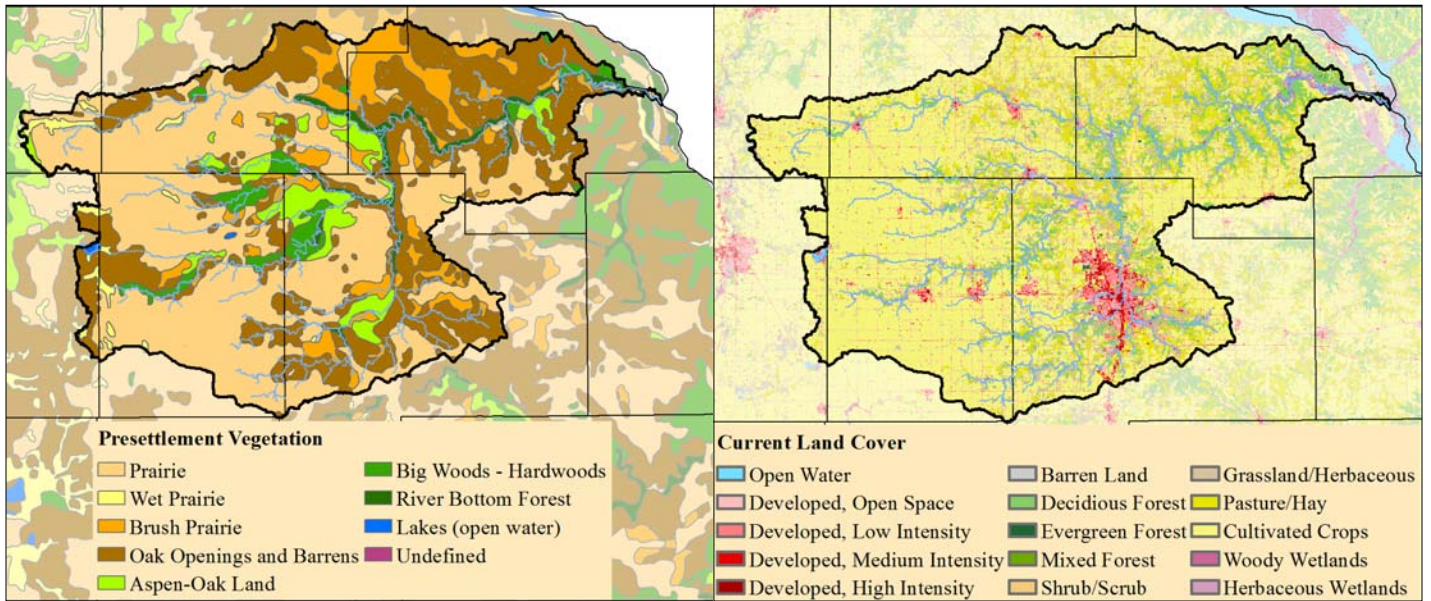 Presettlement Vegetation
Prairie
Wet Prairie
Brush Prairie
Oak Openings and Barrens
Aspen-Oak Land
Big Woods - Hardwoods
River Bottom Forest
Lakes (open water)
Undefined
Current Land Cover
Open Water
Developed, Open Space
Developed, Low Intensity
Developed, Medium Intensity
Developed, High Intensity
Barren Land
Decidious Forest
Evergreen Forest
Mixed Forest
Shrub/Scrub
Grassland/Herbaceous
Pasture/Hay
Cultivated Crops
Woody Wetlands
Herbaceous Wetlands